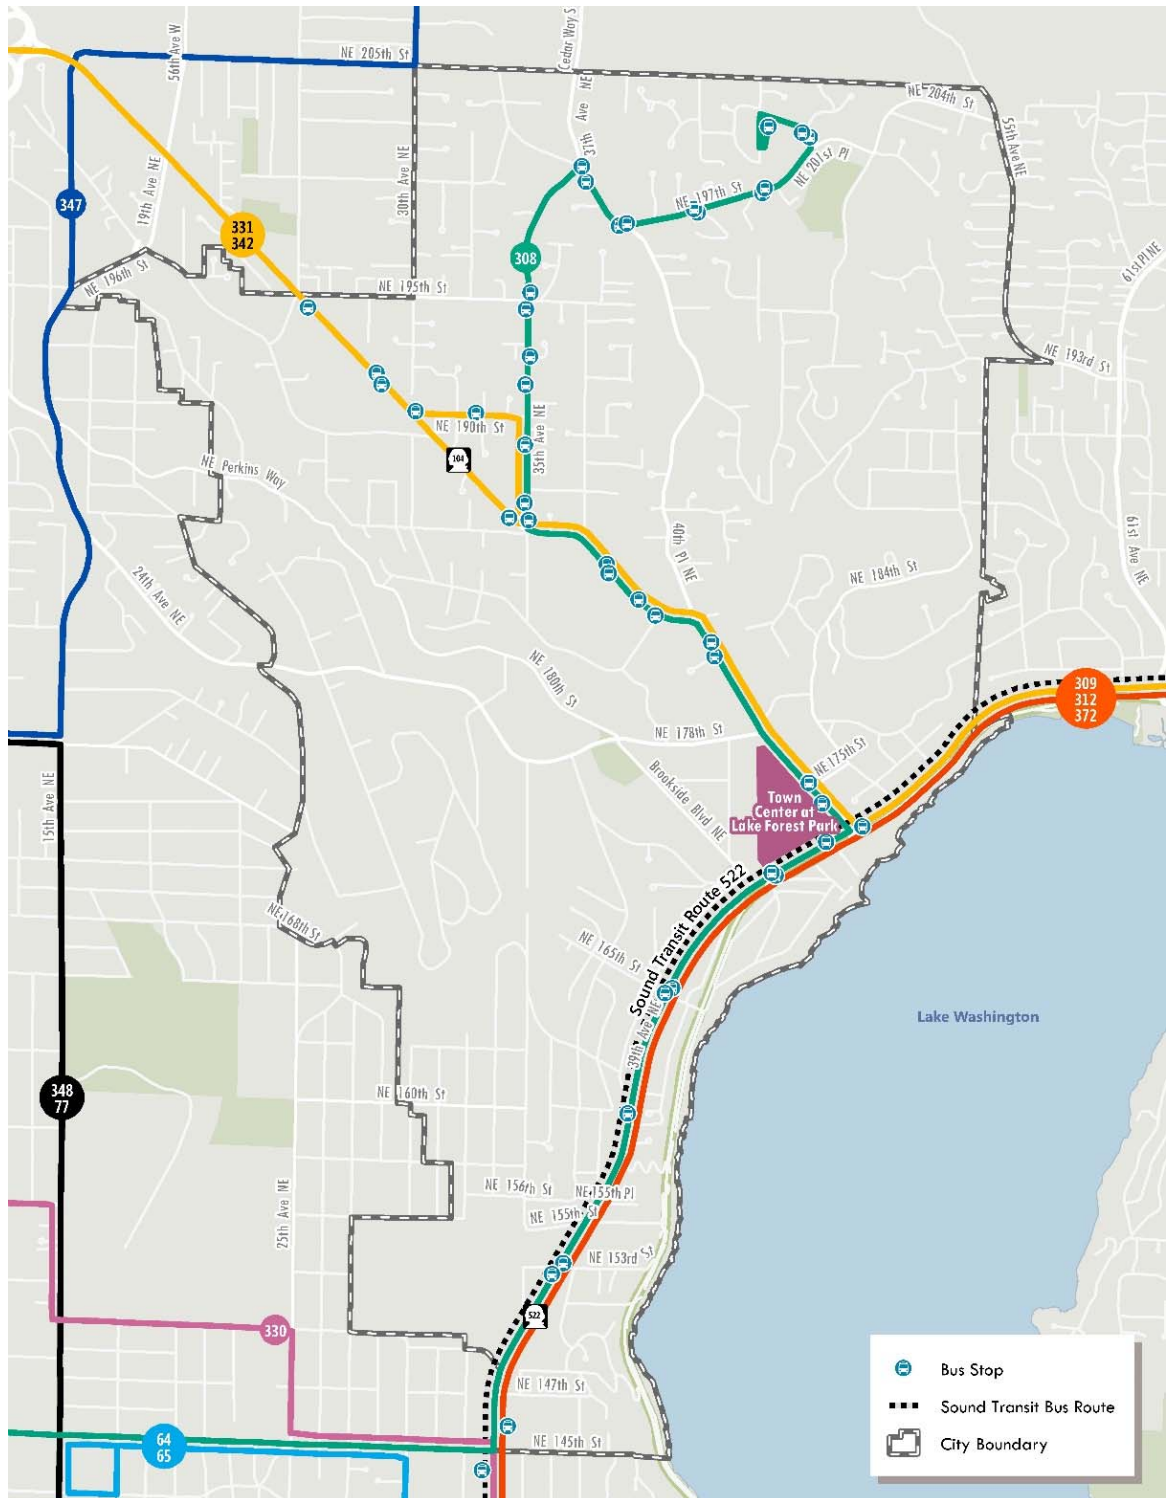 NE 205th St
56th Ave W
Cedar Way S
37th Ave NE
NE 204th St
55th Ave NE
NE 201st Pl
NE 197th St
19th Ave NE
30th Ave NE
347
331
342
308
61st Pl NE
NE 196th St
NE 195th St
NE 193rd St
NE 190th St
35th Ave NE
104
NE Perkins Way
40th Pl NE
61st Ave NE
NE 184th St
24th Ave NE
NE 180th St
309
312
372
NE 178th St
NE 175th St
15th Ave NE
Brookside Blvd NE
Town
Center at
Lake Forest Park
Sound Transit Route 522
NE 168th St
NE 165th St
39th Ave NE
Lake Washington
348
77
NE 160th St
25th Ave NE
NE 156th St
NE 155th Pl
NE 155th St
NE 153rd St
522
330
NE 147th St
64
65
NE 145th St
Bus Stop
Sound Transit Bus Route
City Boundary